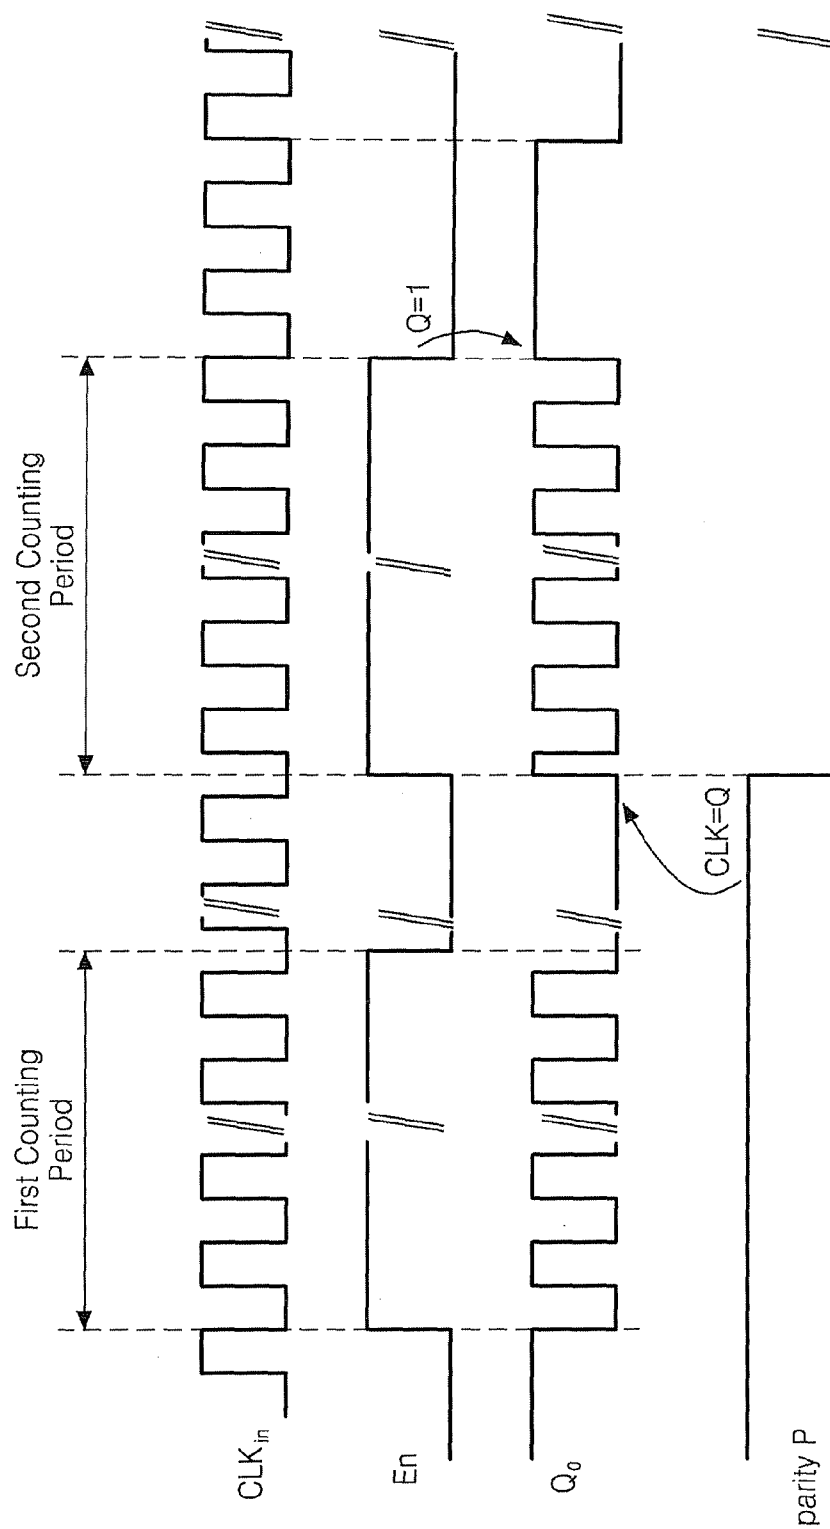 First Counting
Period
Second Counting
Period
CLKin
En
Q=1
Q0
CLK=Q
parity P